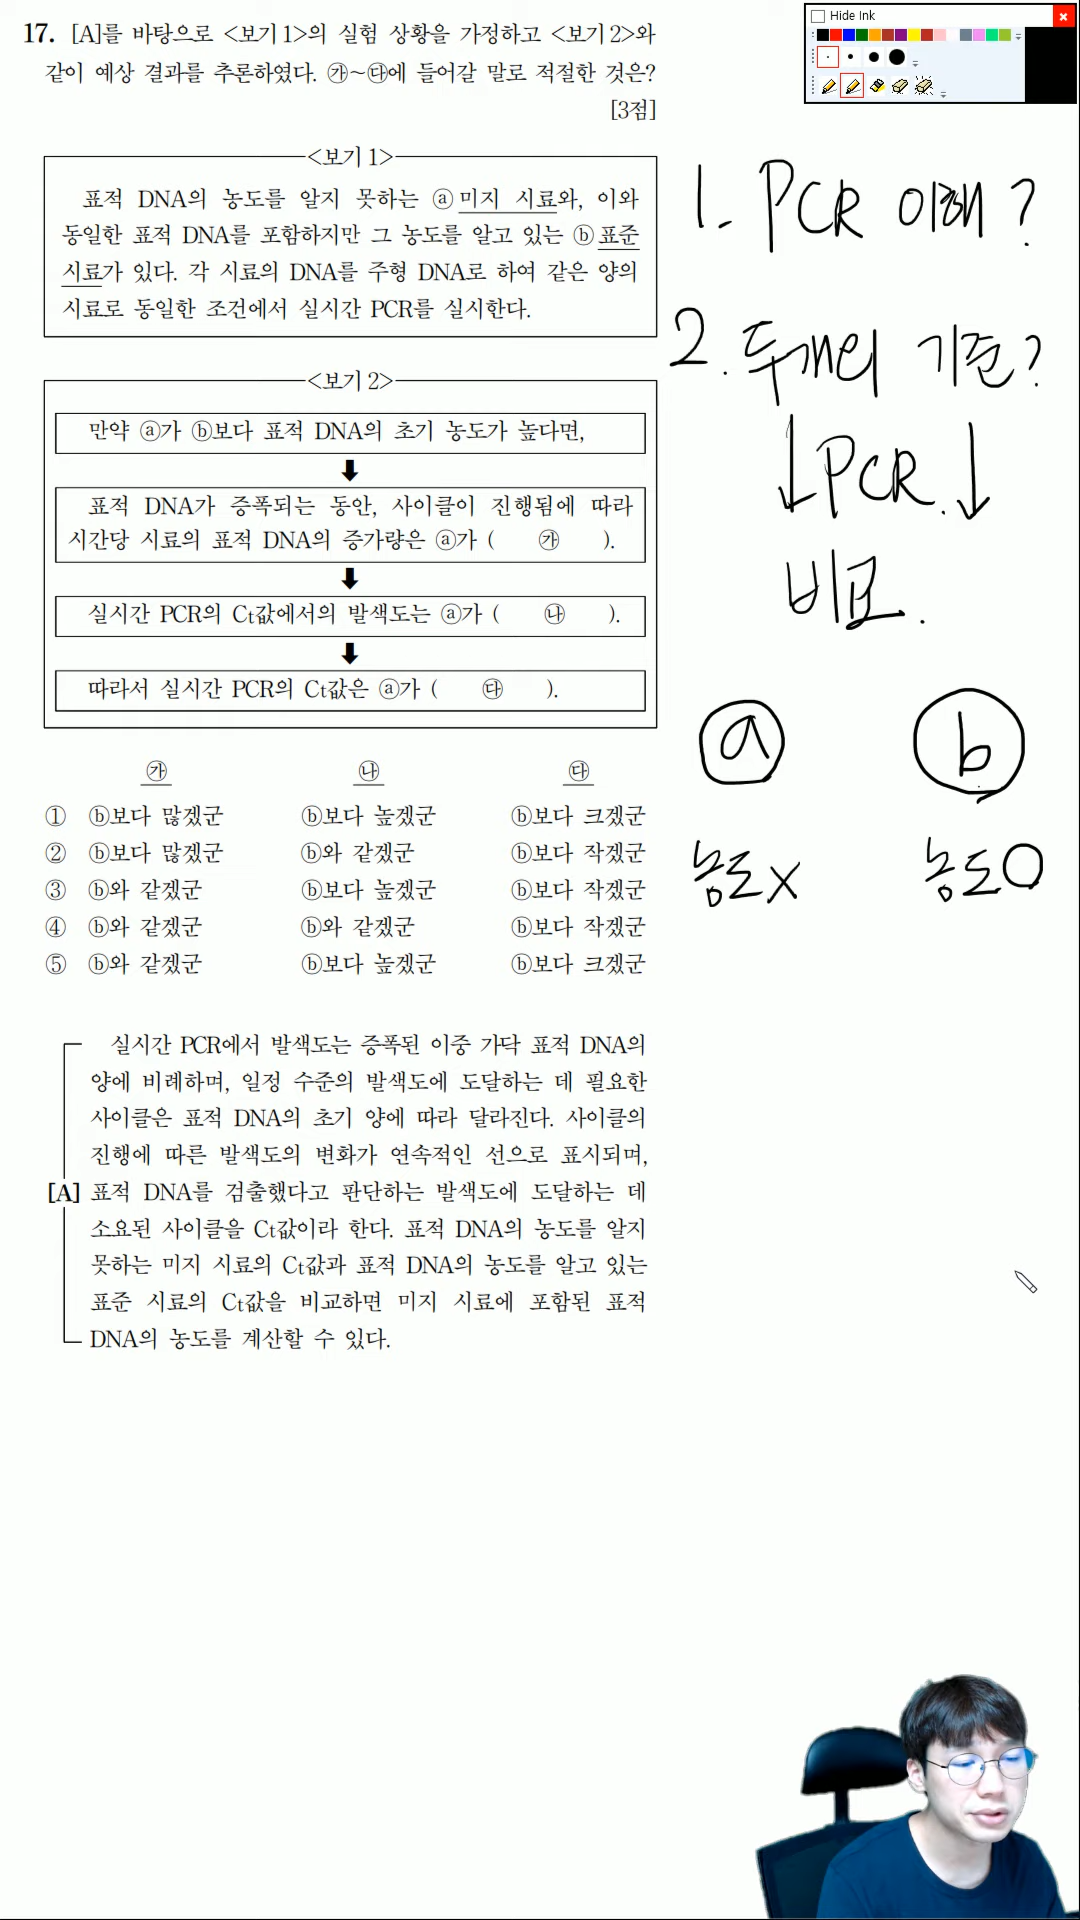 17. [A]를 바탕으로 <보기 1>의 실험 상황을 가정하고 <보기 2>와
같이 예상 결과를 추론하였다. ㉮~㉰에 들어갈 말로 적절한 것은?
[3점]
<보기 1>
표적 DNA의 농도를 알지 못하는 ⓐ미지 시료와, 이와
동일한 표적 DNA를 포함하지만 그 농도를 알고 있는 ⓑ표준
시료가 있다. 각 시료의 DNA를 주형 DNA로 하여 같은 양의
시료로 동일한 조건에서 실시간 PCR를 실시한다.
<보기 2>
만약 ⓐ가 ⓑ보다 표적 DNA의 초기 농도가 높다면,
표적 DNA가 증폭되는 동안, 사이클이 진행됨에 따라
시간당 시료의 표적 DNA의 증가량은 ⓐ가 ( ㉮ ).
실시간 PCR의 Ct값에서의 발색도는 ⓐ가 ( ㉯ ).
따라서 실시간 PCR의 Ct값은 ⓐ가 ( ㉰ ).
㉮ ㉯ ㉰
① ⓑ보다 많겠군 ⓑ보다 높겠군 ⓑ보다 크겠군
② ⓑ보다 많겠군 ⓑ와 같겠군 ⓑ보다 작겠군
③ ⓑ와 같겠군 ⓑ보다 높겠군 ⓑ보다 작겠군
④ ⓑ와 같겠군 ⓑ와 같겠군 ⓑ보다 작겠군
⑤ ⓑ와 같겠군 ⓑ보다 높겠군 ⓑ보다 크겠군
[A]
실시간 PCR에서 발색도는 증폭된 이중 가닥 표적 DNA의
양에 비례하며, 일정 수준의 발색도에 도달하는 데 필요한
사이클은 표적 DNA의 초기 양에 따라 달라진다. 사이클의
진행에 따른 발색도의 변화가 연속적인 선으로 표시되며,
표적 DNA를 검출했다고 판단하는 발색도에 도달하는 데
소요된 사이클을 Ct값이라 한다. 표적 DNA의 농도를 알지
못하는 미지 시료의 Ct값과 표적 DNA의 농도를 알고 있는
표준 시료의 Ct값을 비교하면 미지 시료에 포함된 표적
DNA의 농도를 계산할 수 있다.
Hide Ink
1. PCR 이해?
2. 두개의 기준?
↓PCR.↓
비교.
ⓐ ⓑ
농도X 농도O